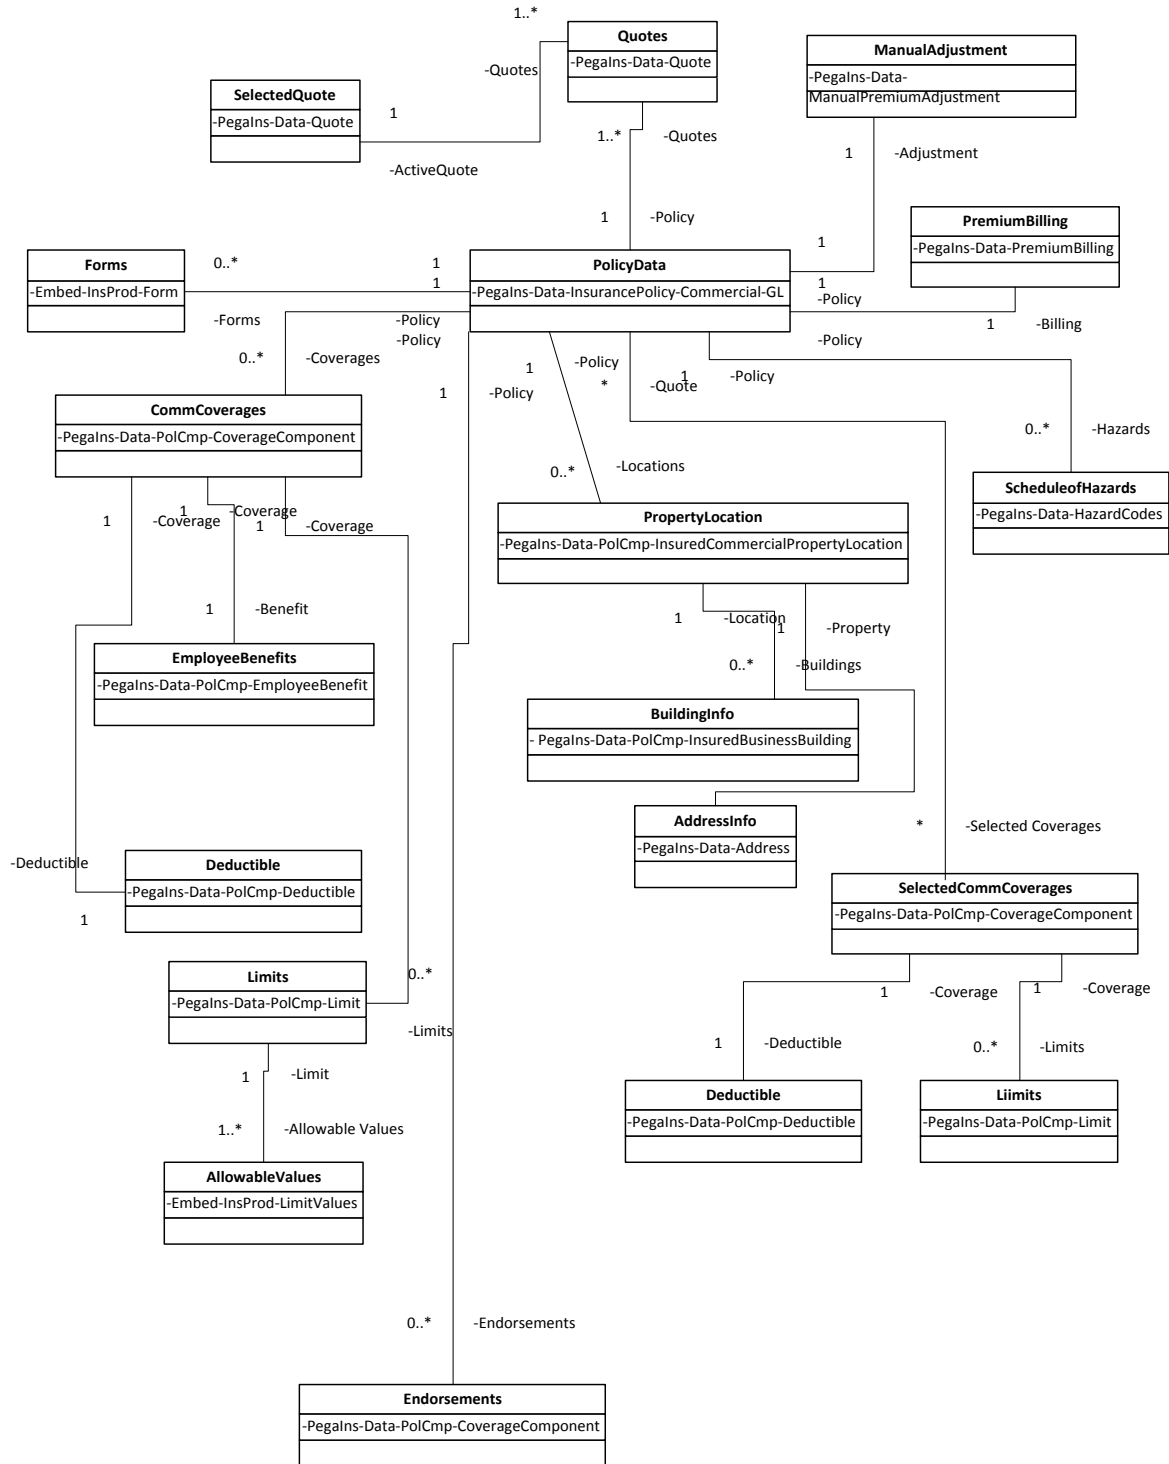 1..*
Quotes
-PegaIns-Data-Quote
-Quotes
ManualAdjustment
-PegaIns-Data-
ManualPremiumAdjustment
SelectedQuote
-PegaIns-Data-Quote
1
-ActiveQuote
1..*
-Quotes
1
-Adjustment
1
-Policy
PremiumBilling
-PegaIns-Data-PremiumBilling
Forms
-Embed-InsProd-Form
0..*
1
1
PolicyData
-PegaIns-Data-InsurancePolicy-Commercial-GL
1
1
-Policy
-Forms
-Policy
-Policy
1
-Billing
-Policy
0..*
-Coverages
1
-Policy
1
-Policy
*
-Quote
1
-Policy
CommCoverages
-PegaIns-Data-PolCmp-CoverageComponent
0..*
-Hazards
0..*
-Locations
ScheduleofHazards
-PegaIns-Data-HazardCodes
1
-Coverage
1
-Coverage
1
-Coverage
PropertyLocation
-PegaIns-Data-PolCmp-InsuredCommercialPropertyLocation
1
-Benefit
1
-Location
1
-Property
EmployeeBenefits
-PegaIns-Data-PolCmp-EmployeeBenefit
0..*
-Buildings
BuildingInfo
- PegaIns-Data-PolCmp-InsuredBusinessBuilding
AddressInfo
-PegaIns-Data-Address
*
-Selected Coverages
-Deductible
Deductible
-PegaIns-Data-PolCmp-Deductible
1
SelectedCommCoverages
-PegaIns-Data-PolCmp-CoverageComponent
Limits
-PegaIns-Data-PolCmp-Limit
0..*
-Limits
1
-Coverage
1
-Coverage
1
-Deductible
0..*
-Limits
1
-Limit
Deductible
-PegaIns-Data-PolCmp-Deductible
Liimits
-PegaIns-Data-PolCmp-Limit
1..*
-Allowable Values
AllowableValues
-Embed-InsProd-LimitValues
0..*
-Endorsements
Endorsements
-PegaIns-Data-PolCmp-CoverageComponent